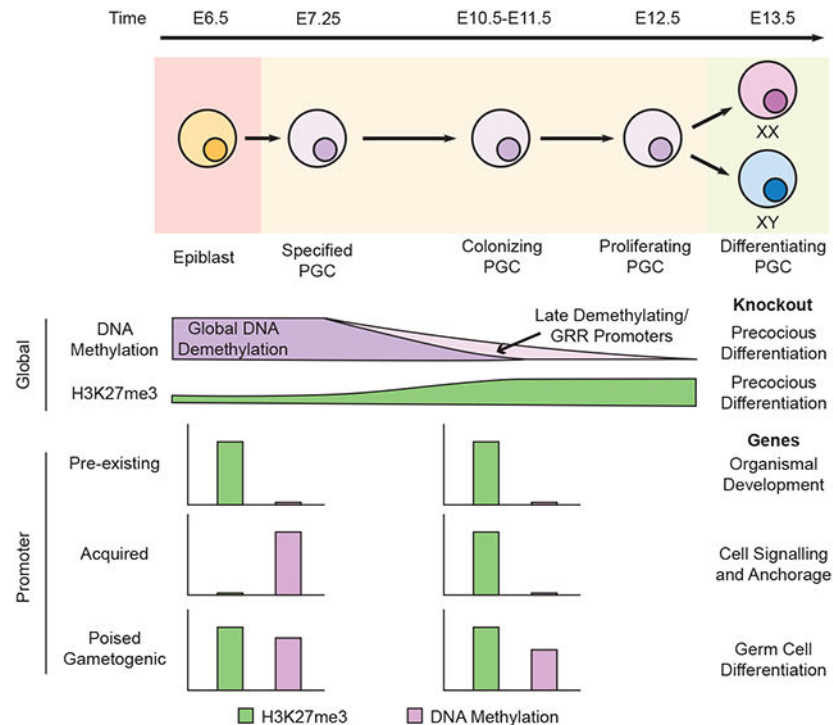 Time E6.5 E7.25 E10.5-E11.5 E12.5 E13.5
XX
XY
Epiblast
Specified
PGC
Colonizing
PGC
Proliferating
PGC
Differentiating
PGC
Global
DNA
Methylation
Global DNA
Demethylation
Late Demethylating/
GRR Promoters
Knockout
Precocious
Differentiation
H3K27me3
Precocious
Differentiation
Promoter
Pre-existing
Genes
Organismal
Development
Acquired
Cell Signalling
and Anchorage
Poised
Gametogenic
Germ Cell
Differentiation
H3K27me3 DNA Methylation